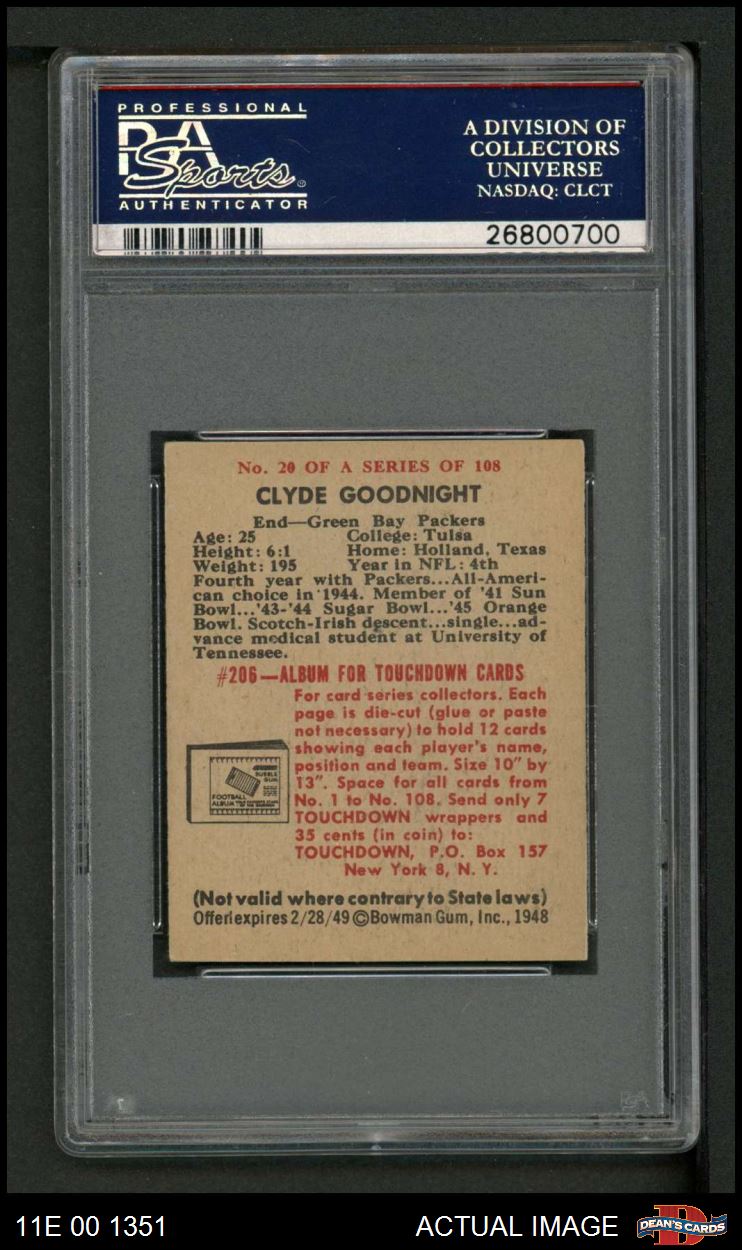 PROFESSIONAL
PSA
Sports
AUTHENTICATOR
A DIVISION OF
COLLECTORS
UNIVERSE
NASDAQ: CLCT
26800700
No. 20 OF A SERIES OF 108
CLYDE GOODNIGHT
End—Green Bay Packers
Age: 25 College: Tulsa
Height: 6:1 Home: Holland, Texas
Weight: 195 Year in NFL: 4th
Fourth year with Packers...All-Ameri-
can choice in 1944. Member of '41 Sun
Bowl...'43-'44 Sugar Bowl...'45 Orange
Bowl. Scotch-Irish descent...single...ad-
vance medical student at University of
Tennessee.
#206—ALBUM FOR TOUCHDOWN CARDS
For card series collectors. Each
page is die-cut (glue or paste
not necessary) to hold 12 cards
showing each player's name,
position and team. Size 10" by
13". Space for all cards from
No. 1 to No. 108. Send only 7
TOUCHDOWN wrappers and
35 cents (in coin) to:
TOUCHDOWN, P.O. Box 157
New York 8, N. Y.
BUBBLE
GUM
FOOTBALL
ALBUM
(Not valid where contrary to State laws)
Offer expires 2/28/49 ©Bowman Gum, Inc., 1948
11E 00 1351
ACTUAL IMAGE
DEAN'S CARDS